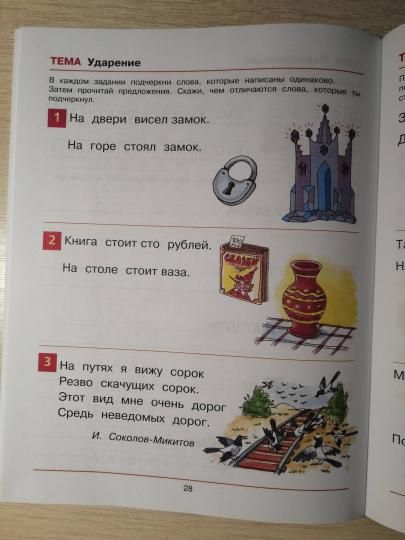 ТЕМА Ударение
В каждом задании подчеркни слова, которые написаны одинаково.
Затем прочитай предложения. Скажи, чем отличаются слова, которые ты
подчеркнул.
1 На двери висел замок.
На горе стоял замок.
2 Книга стоит сто рублей.
На столе стоит ваза.
СКАЗКИ
3 На путях я вижу сорок
Резво скачущих сорок.
Этот вид мне очень дорог
Средь неведомых дорог.
И. Соколов-Микитов
28